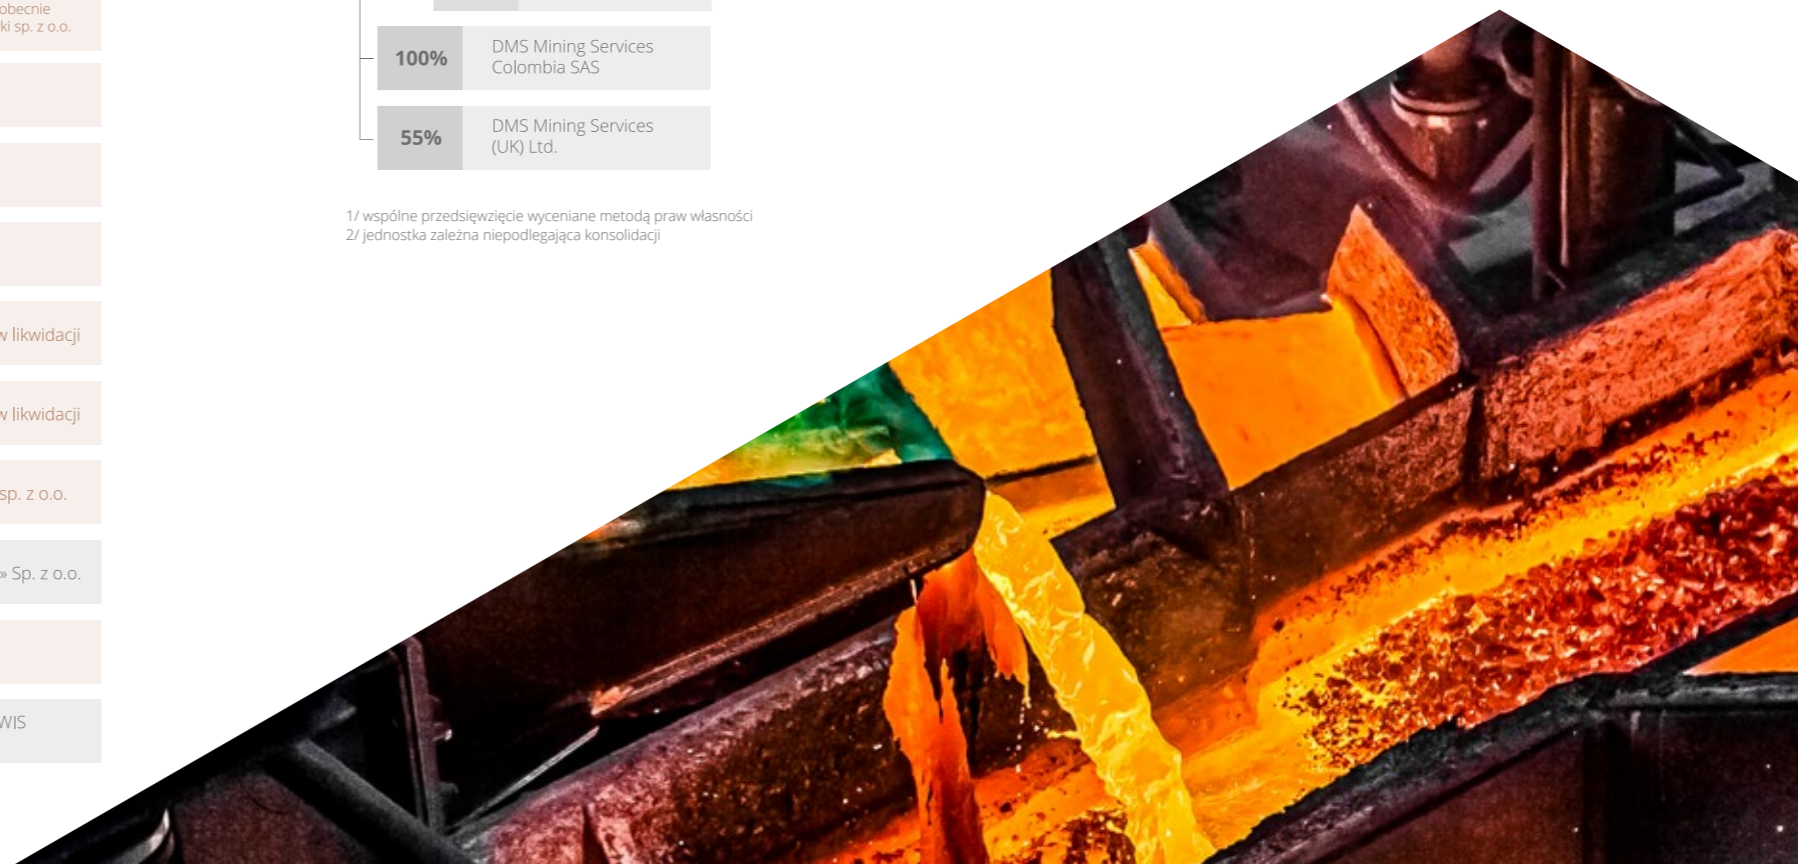 obecnie
ki sp. z o.o.
w likwidacji
w likwidacji
sp. z o.o.
» Sp. z o.o.
WIS
100%
DMS Mining Services
Colombia SAS
55%
DMS Mining Services
(UK) Ltd.
1/ wspólne przedsięwzięcie wyceniane metodą praw własności
2/ jednostka zależna niepodlegająca konsolidacji